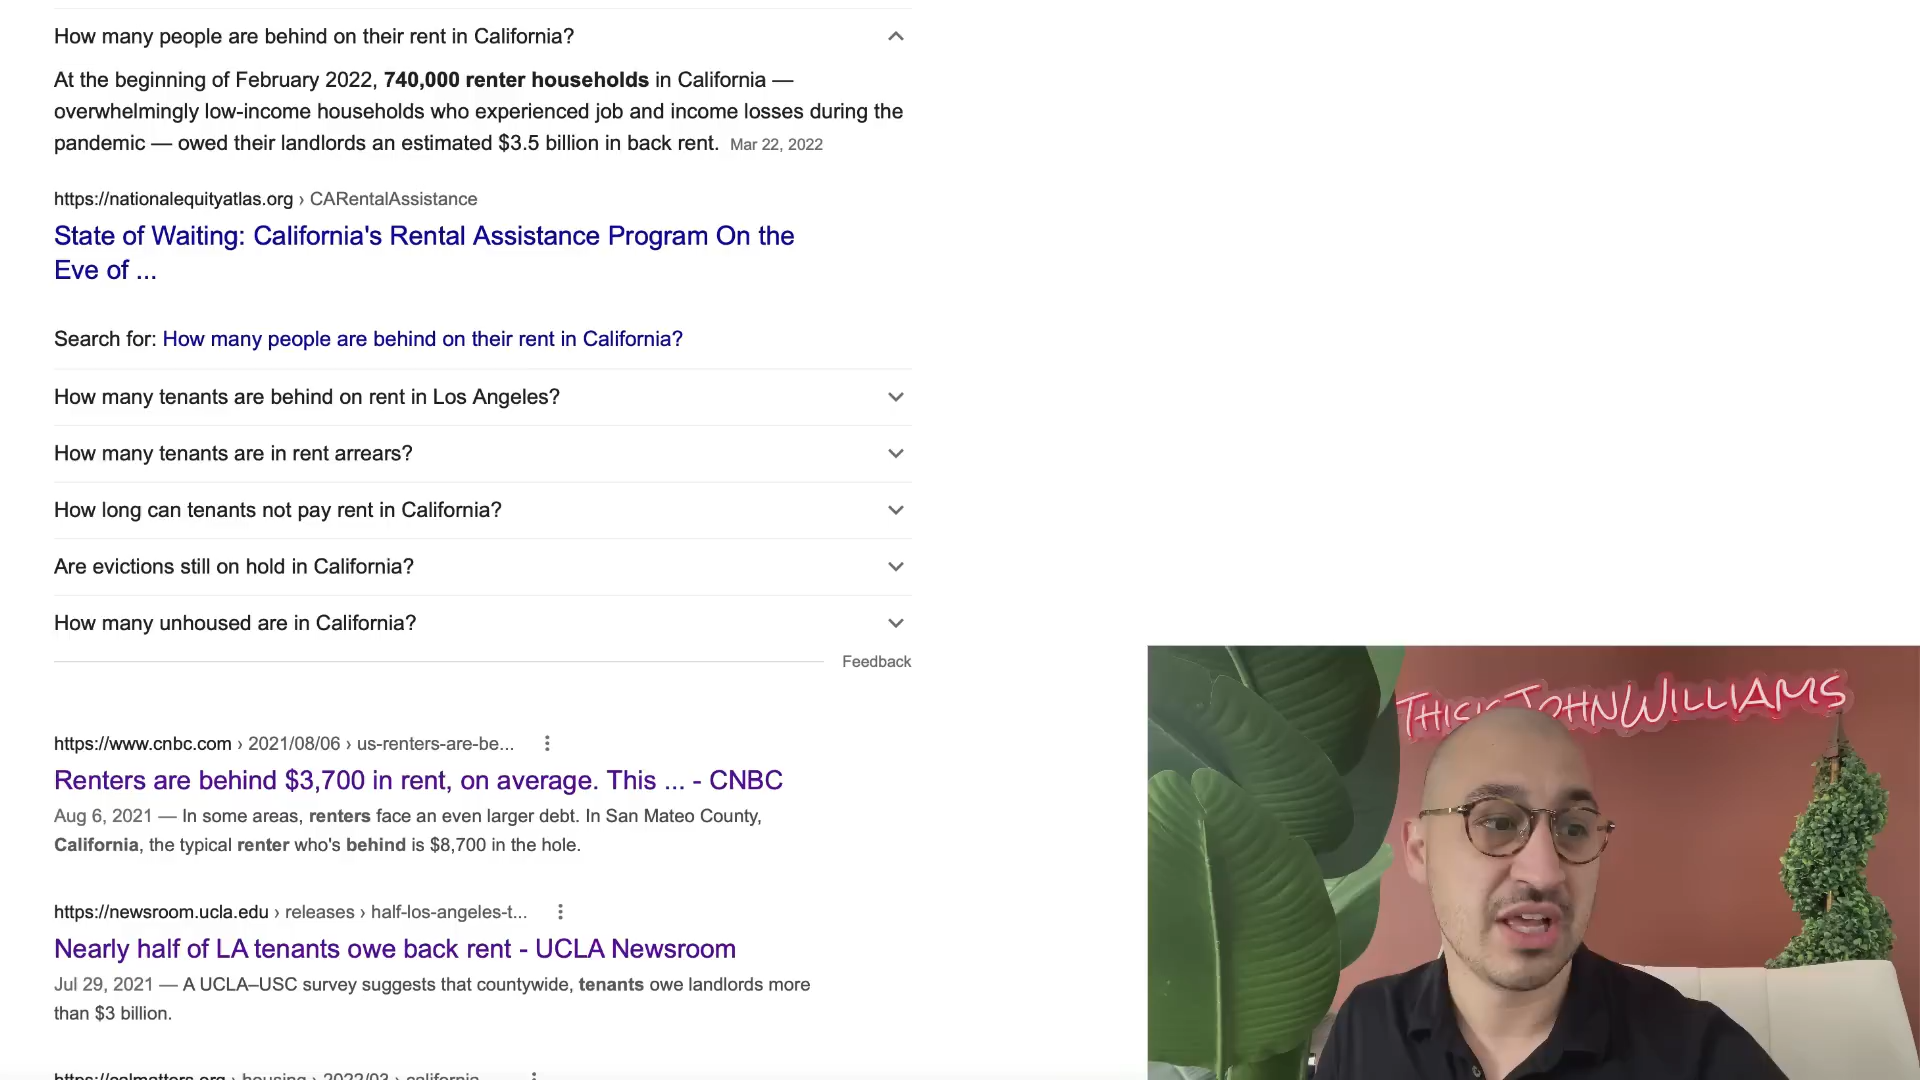 How many people are behind on their rent in California?
At the beginning of February 2022, 740,000 renter households in California —
overwhelmingly low-income households who experienced job and income losses during the
pandemic — owed their landlords an estimated $3.5 billion in back rent. Mar 22, 2022
https://nationalequityatlas.org › CARentalAssistance
State of Waiting: California's Rental Assistance Program On the
Eve of ...
Search for: How many people are behind on their rent in California?
How many tenants are behind on rent in Los Angeles?
How many tenants are in rent arrears?
How long can tenants not pay rent in California?
Are evictions still on hold in California?
How many unhoused are in California?
Feedback
https://www.cnbc.com › 2021/08/06 › us-renters-are-be...
Renters are behind $3,700 in rent, on average. This ... - CNBC
Aug 6, 2021 — In some areas, renters face an even larger debt. In San Mateo County,
California, the typical renter who's behind is $8,700 in the hole.
https://newsroom.ucla.edu › releases › half-los-angeles-t...
Nearly half of LA tenants owe back rent - UCLA Newsroom
Jul 29, 2021 — A UCLA–USC survey suggests that countywide, tenants owe landlords more
than $3 billion.
https://calmatters.org › housing › 2022/03 › california...
THISISJOHNWILLIAMS